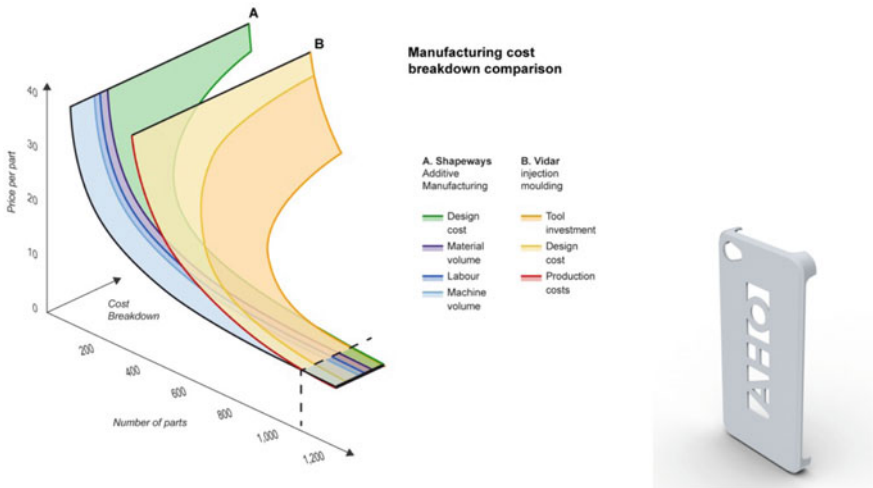 A
B
Manufacturing cost
breakdown comparison
40
30
20
10
0
Price per part
Cost
Breakdown
200
400
600
800
1,000
1,200
Number of parts
A. Shapeways
Additive
Manufacturing
Design
cost
Material
volume
Labour
Machine
volume
B. Vidar
injection
moulding
Tool
investment
Design
cost
Production
costs
AHO